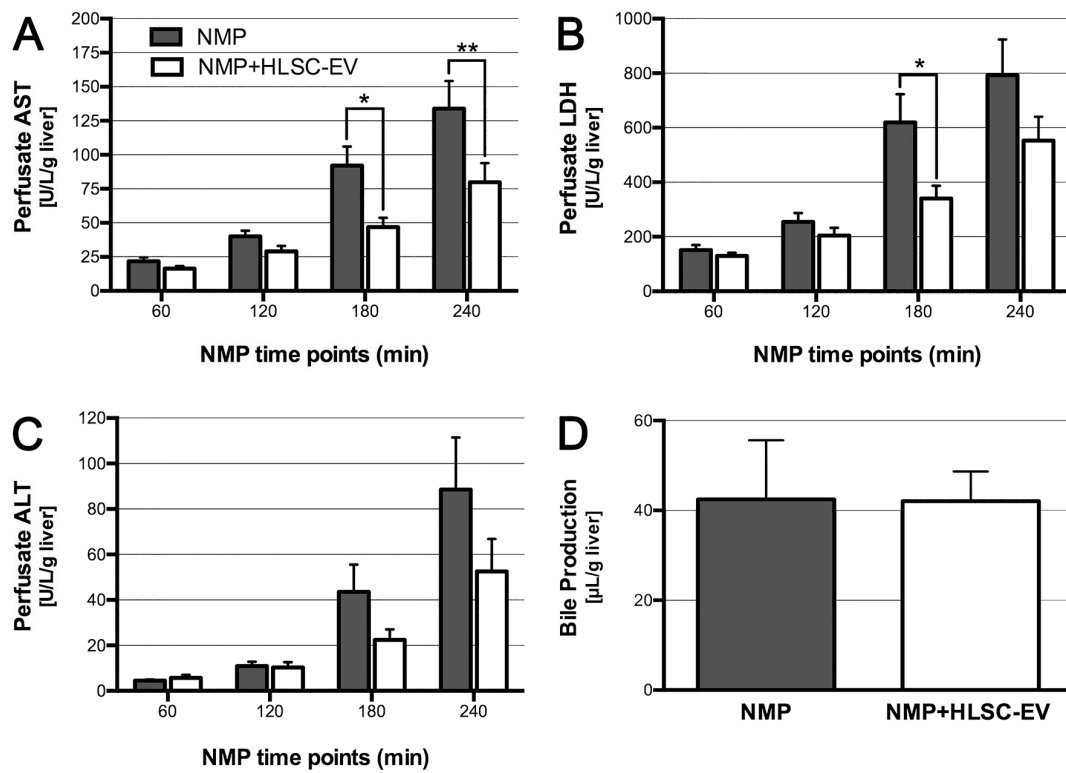 A
Perfusate AST
[U/L/g liver]
200
175
150
125
100
75
50
25
0
NMP
NMP+HLSC-EV
*
**
60 120 180 240
NMP time points (min)
B
Perfusate LDH
[U/L/g liver]
1000
800
600
400
200
0
*
60 120 180 240
NMP time points (min)
C
Perfusate ALT
[U/L/g liver]
120
100
80
60
40
20
0
60 120 180 240
NMP time points (min)
D
Bile Production
[µL/g liver]
60
40
20
0
NMP NMP+HLSC-EV